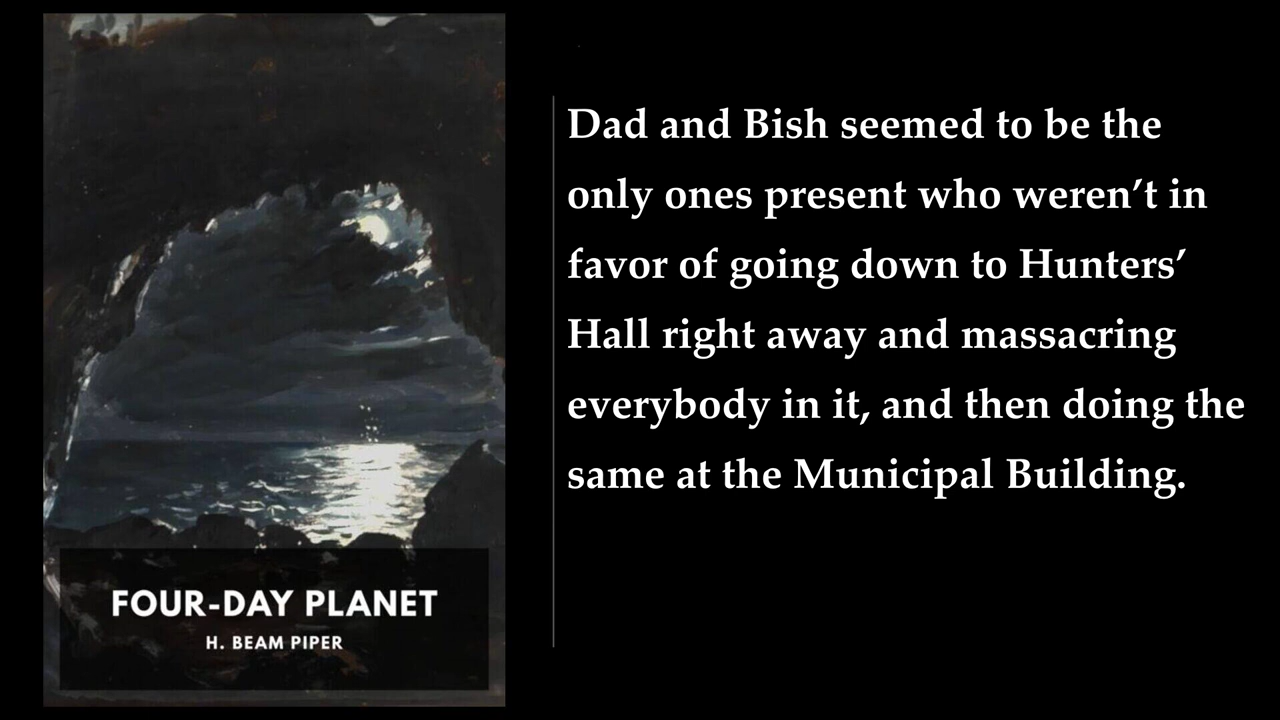 Dad and Bish seemed to be the
only ones present who weren’t in
favor of going down to Hunters’
Hall right away and massacring
everybody in it, and then doing the
same at the Municipal Building.
FOUR-DAY PLANET
H. BEAM PIPER